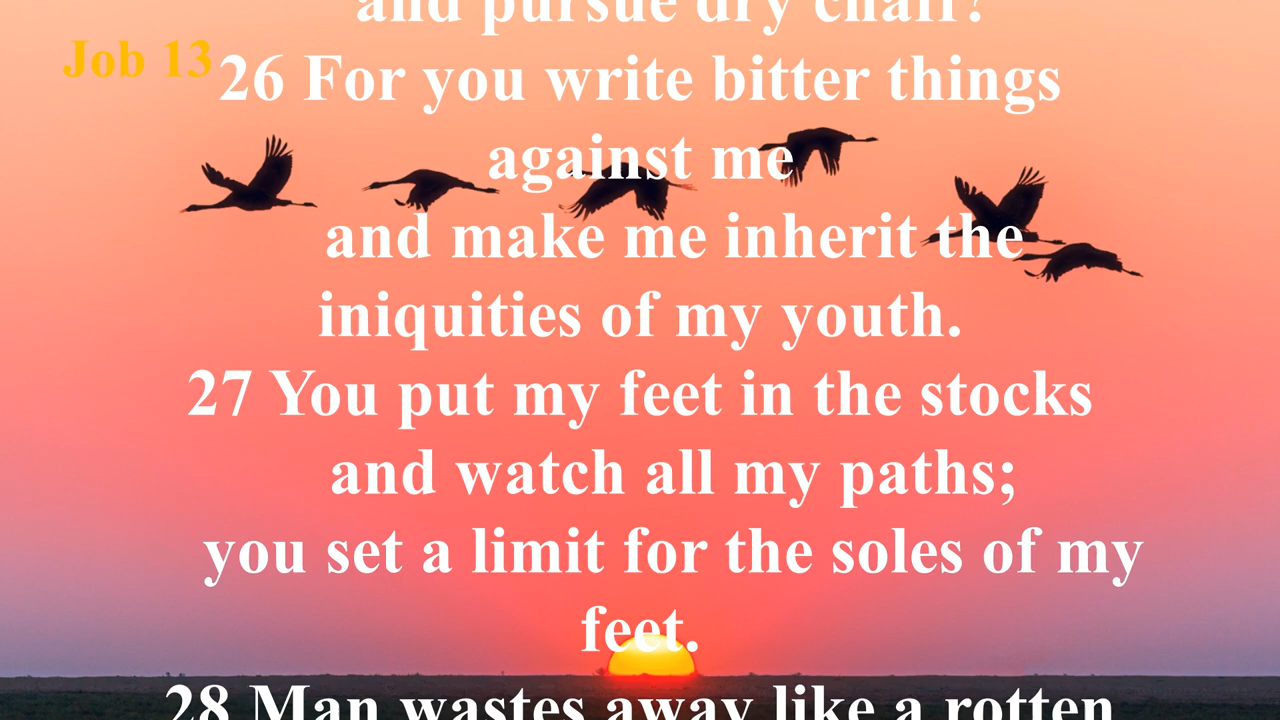 and pursue dry chaff?
Job 13
26 For you write bitter things
against me
and make me inherit the
iniquities of my youth.
27 You put my feet in the stocks
and watch all my paths;
you set a limit for the soles of my
feet.
28 Man wastes away like a rotten